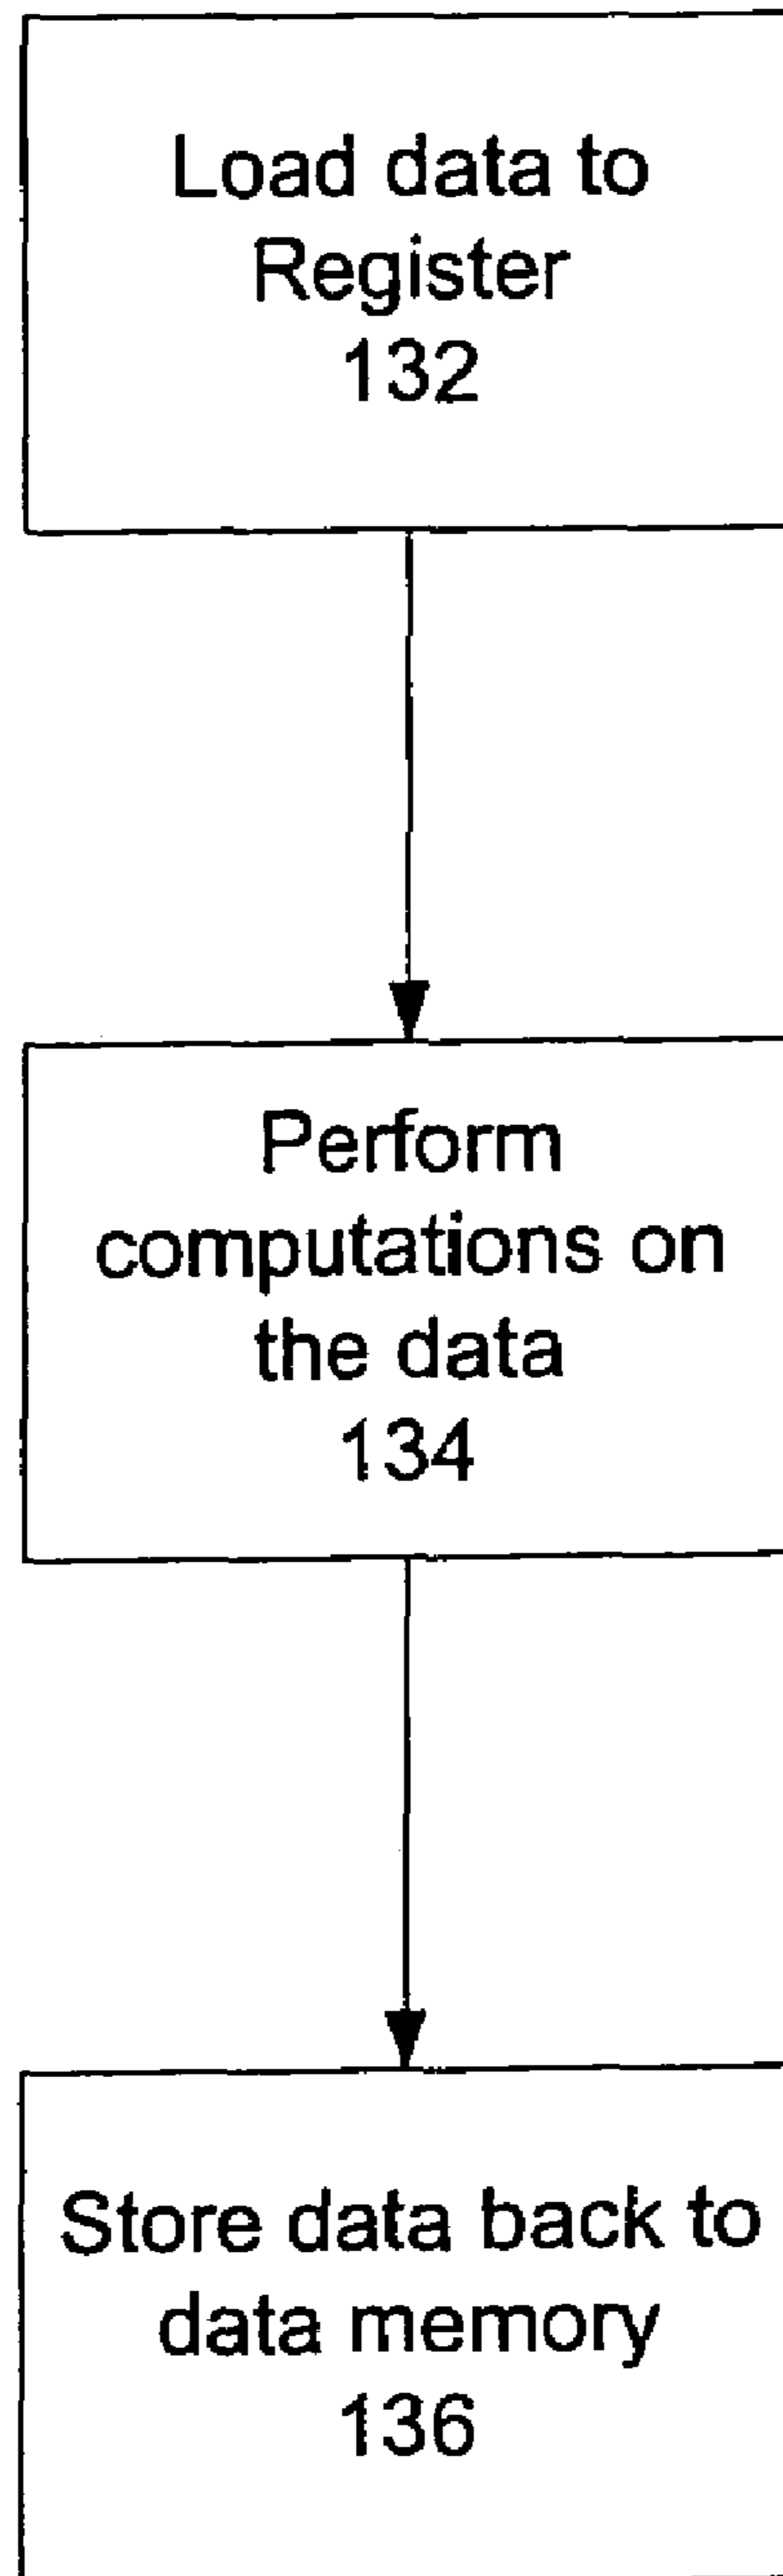 Load data to
Register
132
Perform
computations on
the data
134
Store data back to
data memory
136